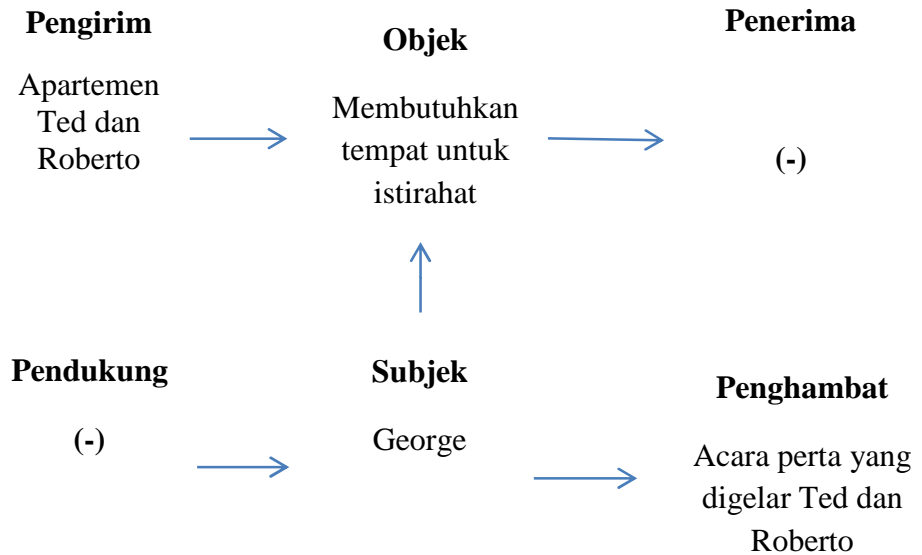 Pengirim
Apartemen
Ted dan
Roberto
Objek
Membutuhkan
tempat untuk
istirahat
Penerima
(-)
Pendukung
(-)
Subjek
George
Penghambat
Acara perta yang
digelar Ted dan
Roberto